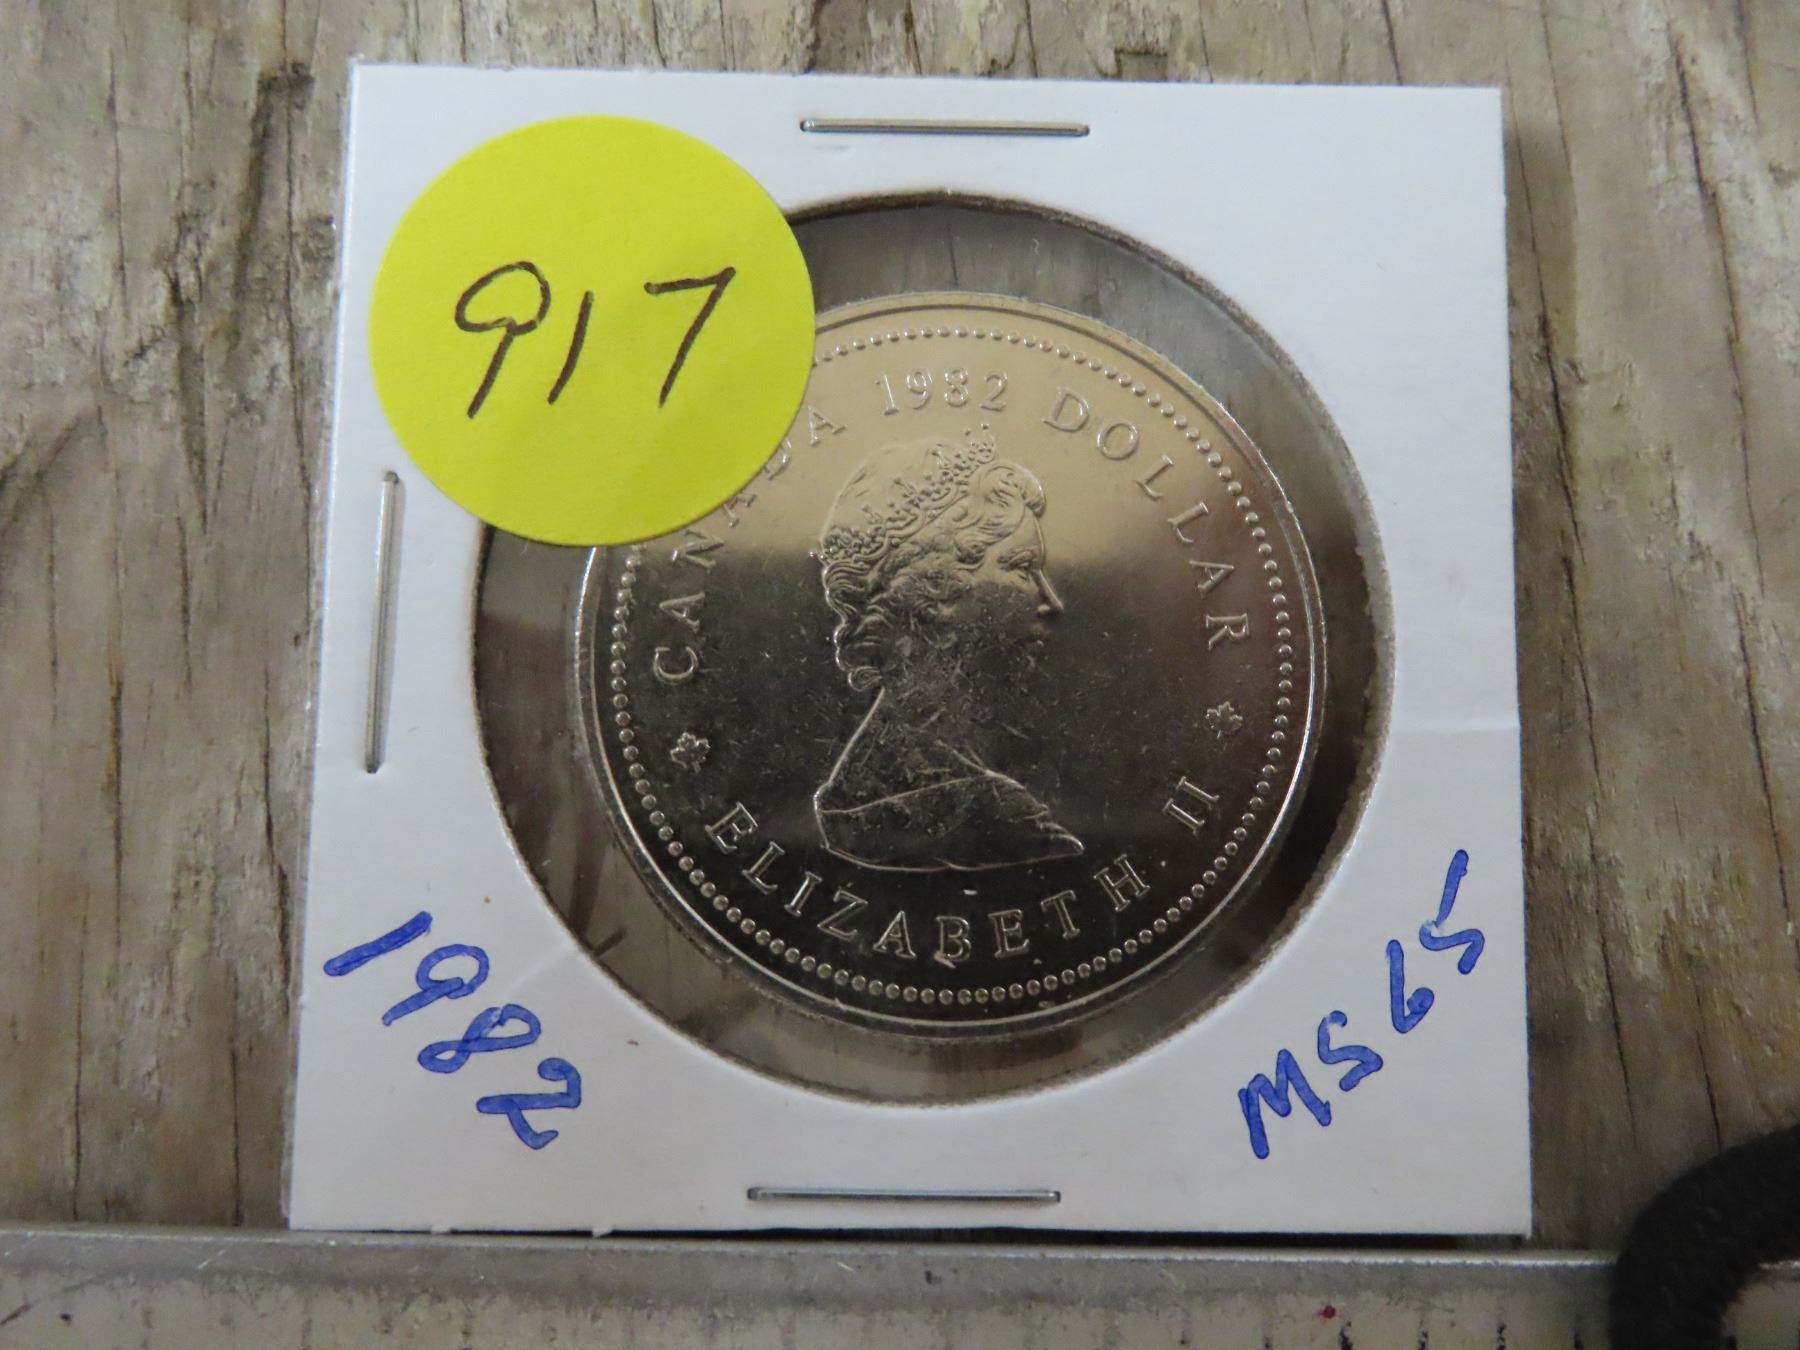 917
CANADA 1982 DOLLAR
ELIZABETH II
1982
MS65